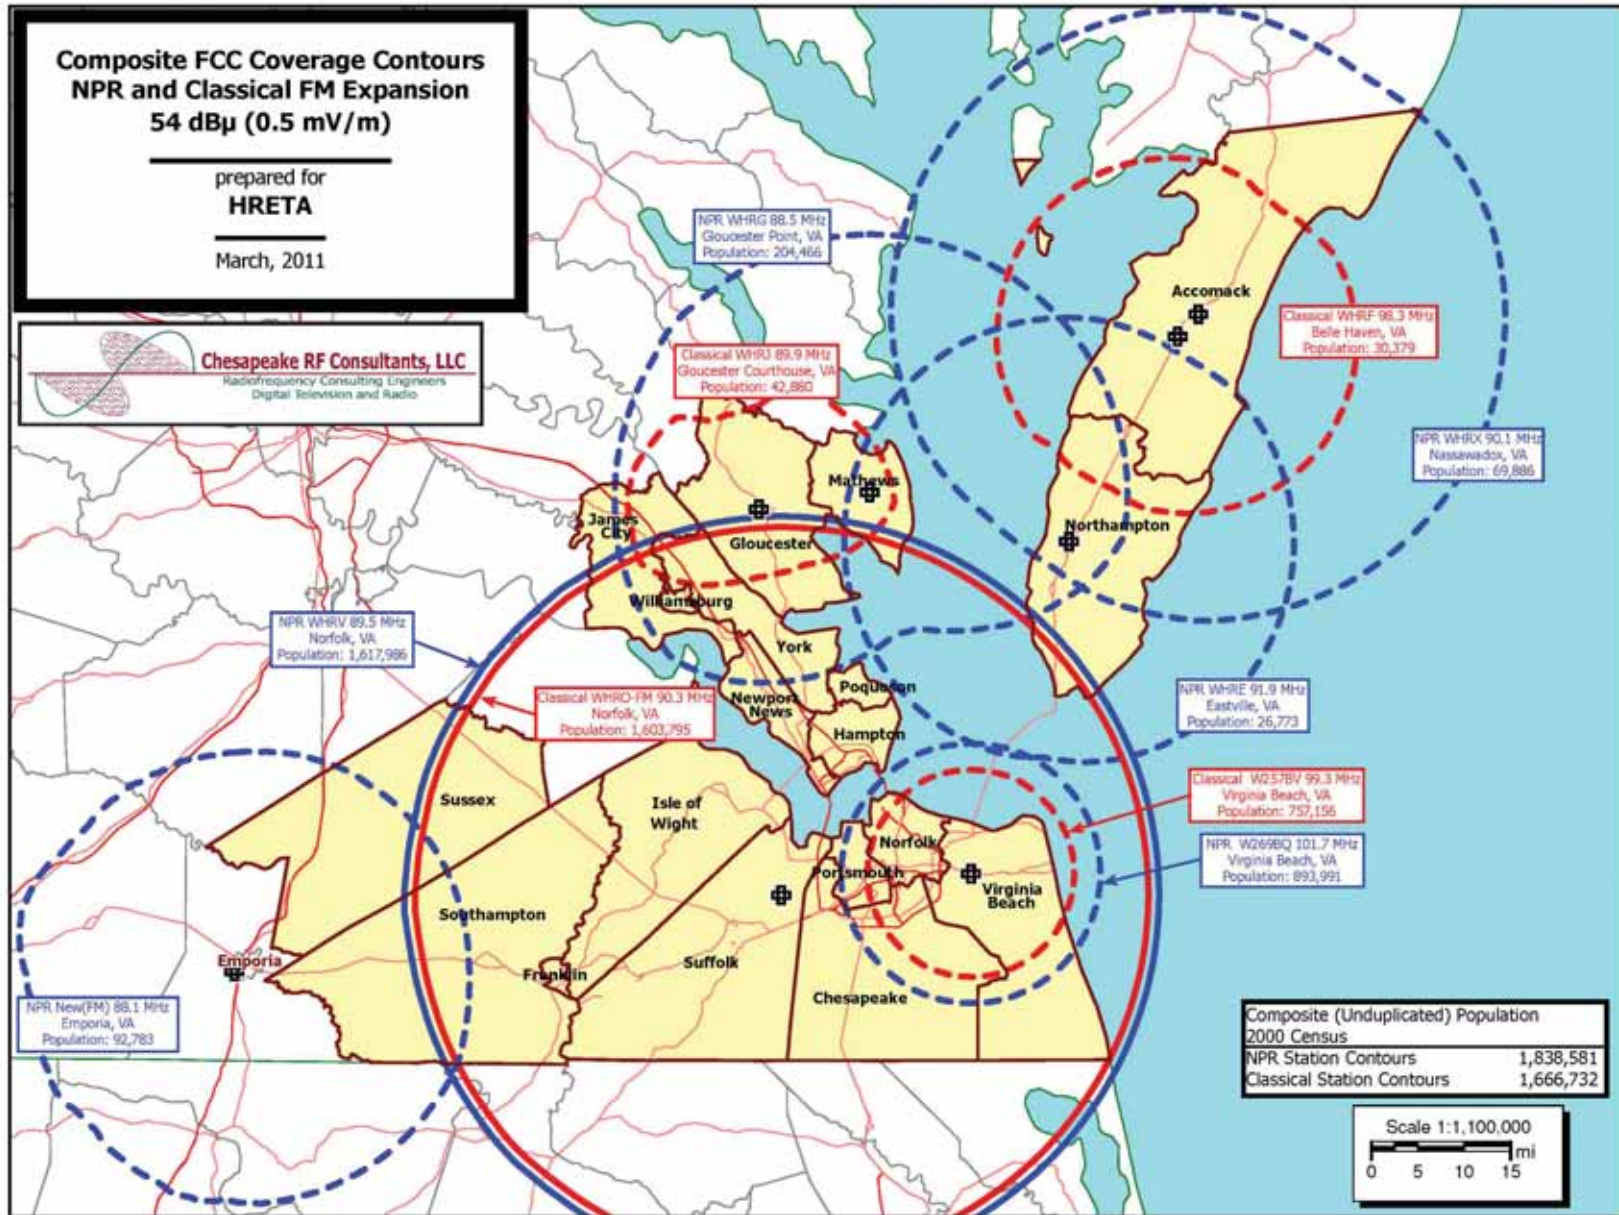 Composite FCC Coverage Contours
NPR and Classical FM Expansion
54 dBµ (0.5 mV/m)
prepared for
HRETA
March, 2011
Chesapeake RF Consultants, LLC
Radiofrequency Consulting Engineers
Digital Television and Radio
NPR WHRG 88.5 MHz
Gloucester Point, VA
Population: 204,466
Classical WHRJ 89.9 MHz
Gloucester Courthouse, VA
Population: 42,880
Accomack
Classical WHRF 98.3 MHz
Belle Haven, VA
Population: 30,379
NPR WHRX 90.1 MHz
Nassawadox, VA
Population: 69,886
Mathews
James
City
Gloucester
Northampton
Williamsburg
NPR WHRV 89.5 MHz
Norfolk, VA
Population: 1,617,986
York
Classical WHRO-FM 90.3 MHz
Norfolk, VA
Population: 1,603,795
Newport
News
Poquoson
Hampton
NPR WHRE 91.9 MHz
Eastville, VA
Population: 26,773
Classical W257BV 99.3 MHz
Virginia Beach, VA
Population: 757,156
NPR W269BQ 101.7 MHz
Virginia Beach, VA
Population: 893,991
Sussex
Isle of
Wight
Norfolk
Portsmouth
Virginia
Beach
Southampton
Emporia
Franklin
Suffolk
Chesapeake
NPR New(FM) 88.1 MHz
Emporia, VA
Population: 92,783
Composite (Unduplicated) Population
2000 Census
NPR Station Contours 1,838,581
Classical Station Contours 1,666,732
Scale 1:1,100,000
mi
0 5 10 15